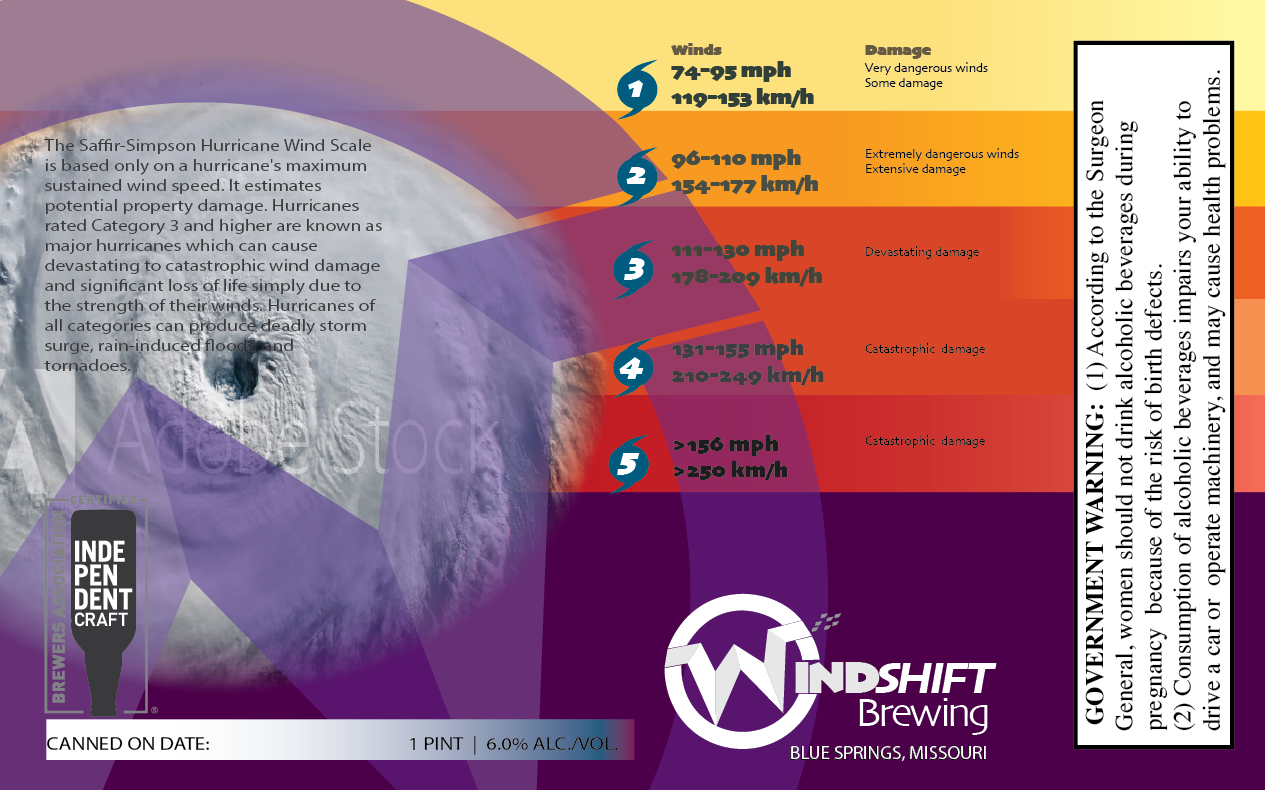 The Saffir-Simpson Hurricane Wind Scale
is based only on a hurricane's maximum
sustained wind speed. It estimates
potential property damage. Hurricanes
rated Category 3 and higher are known as
major hurricanes which can cause
devastating to catastrophic wind damage
and significant loss of life simply due to
the strength of their winds. Hurricanes of
all categories can produce deadly storm
surge, rain-induced floods and
tornadoes.
Adobe Stock
CERTIFIED
BREWERS ASSOCIATION
INDE
PEN
DENT
CRAFT
®
CANNED ON DATE:
1 PINT | 6.0% ALC./VOL.
Winds
Damage
1
74-95 mph
119-153 km/h
Very dangerous winds
Some damage
2
96-110 mph
154-177 km/h
Extremely dangerous winds
Extensive damage
3
111-130 mph
178-209 km/h
Devastating damage
4
131-155 mph
210-249 km/h
Catastrophic damage
5
>156 mph
>250 km/h
Catastrophic damage
WINDSHIFT
Brewing
BLUE SPRINGS, MISSOURI
GOVERNMENT WARNING: (1) According to the Surgeon
General, women should not drink alcoholic beverages during
pregnancy because of the risk of birth defects.
(2) Consumption of alcoholic beverages impairs your ability to
drive a car or operate machinery, and may cause health problems.